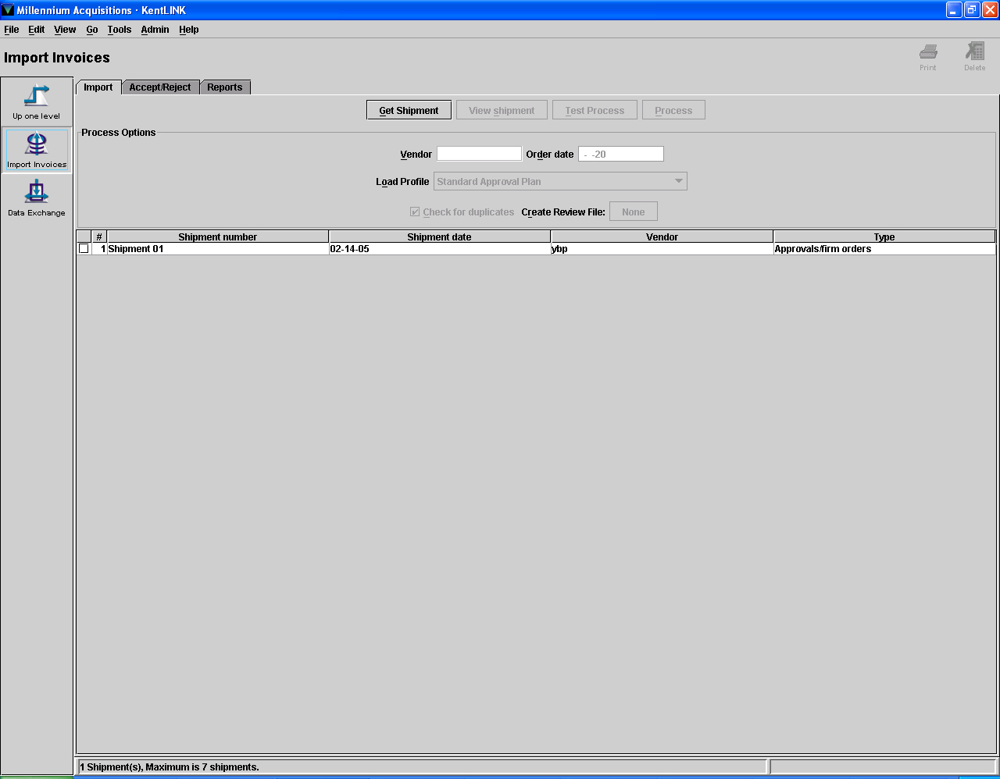 Millennium Acquisitions · KentLINK
File Edit View Go Tools Admin Help
Import Invoices
Print Delete
Up one level
Import Invoices
Data Exchange
Import Accept/Reject Reports
Get Shipment View shipment Test Process Process
Process Options
Vendor Order date - -20
Load Profile Standard Approval Plan
Check for duplicates Create Review File: None
# Shipment number Shipment date Vendor Type
1 Shipment 01 02-14-05 ybp Approvals/firm orders
1 Shipment(s), Maximum is 7 shipments.